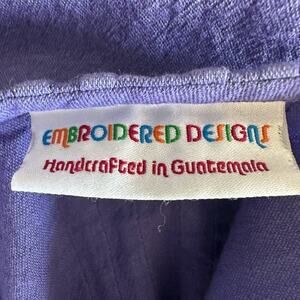 EMBROIDERED DESIGNS
Handcrafted in Guatemala